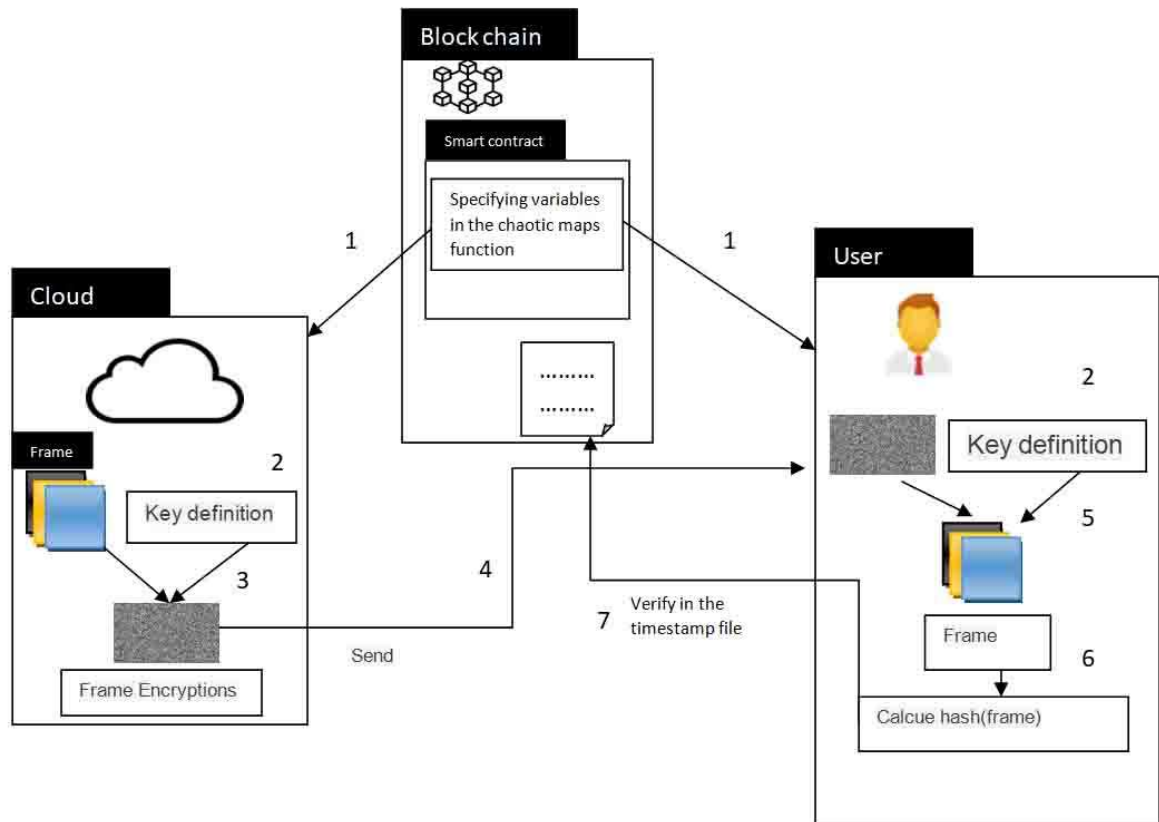 Block chain
Smart contract
Specifying variables
in the chaotic maps
function
1
1
Cloud
User
………
………
Frame
2
Key definition
3
Frame Encryptions
4
Send
7
Verify in the
timestamp file
2
Key definition
5
Frame
6
Calcue hash(frame)